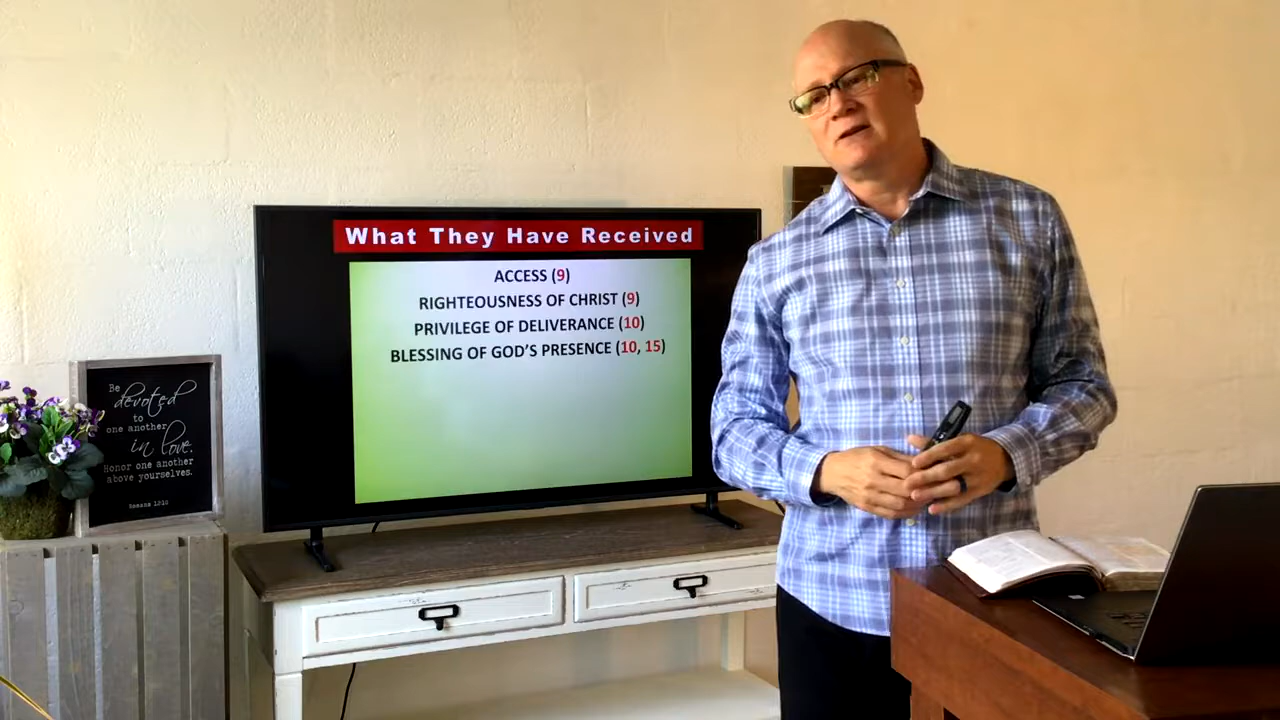 What They Have Received
ACCESS (9)
RIGHTEOUSNESS OF CHRIST (9)
PRIVILEGE OF DELIVERANCE (10)
BLESSING OF GOD'S PRESENCE (10, 15)
Be
devoted
to
one another
in love.
Honor one another
above yourselves.